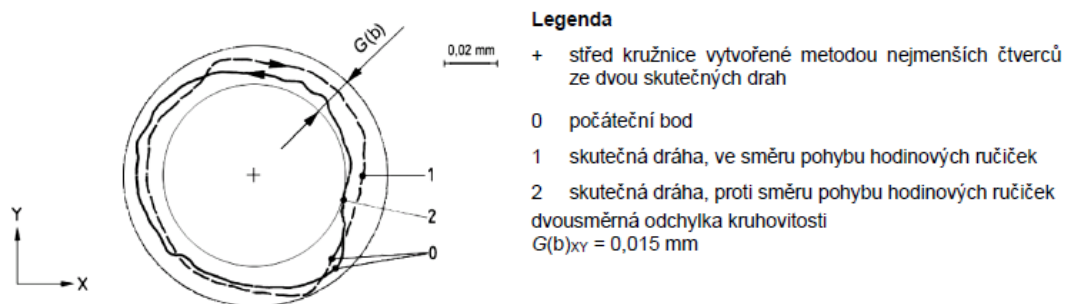 G(b)
0,02 mm
1
2
0
Y
X
Legenda
+ střed kružnice vytvořené metodou nejmenších čtverců
ze dvou skutečných drah
0 počáteční bod
1 skutečná dráha, ve směru pohybu hodinových ručiček
2 skutečná dráha, proti směru pohybu hodinových ručiček
dvousměrná odchylka kruhovitosti
G(b)XY = 0,015 mm